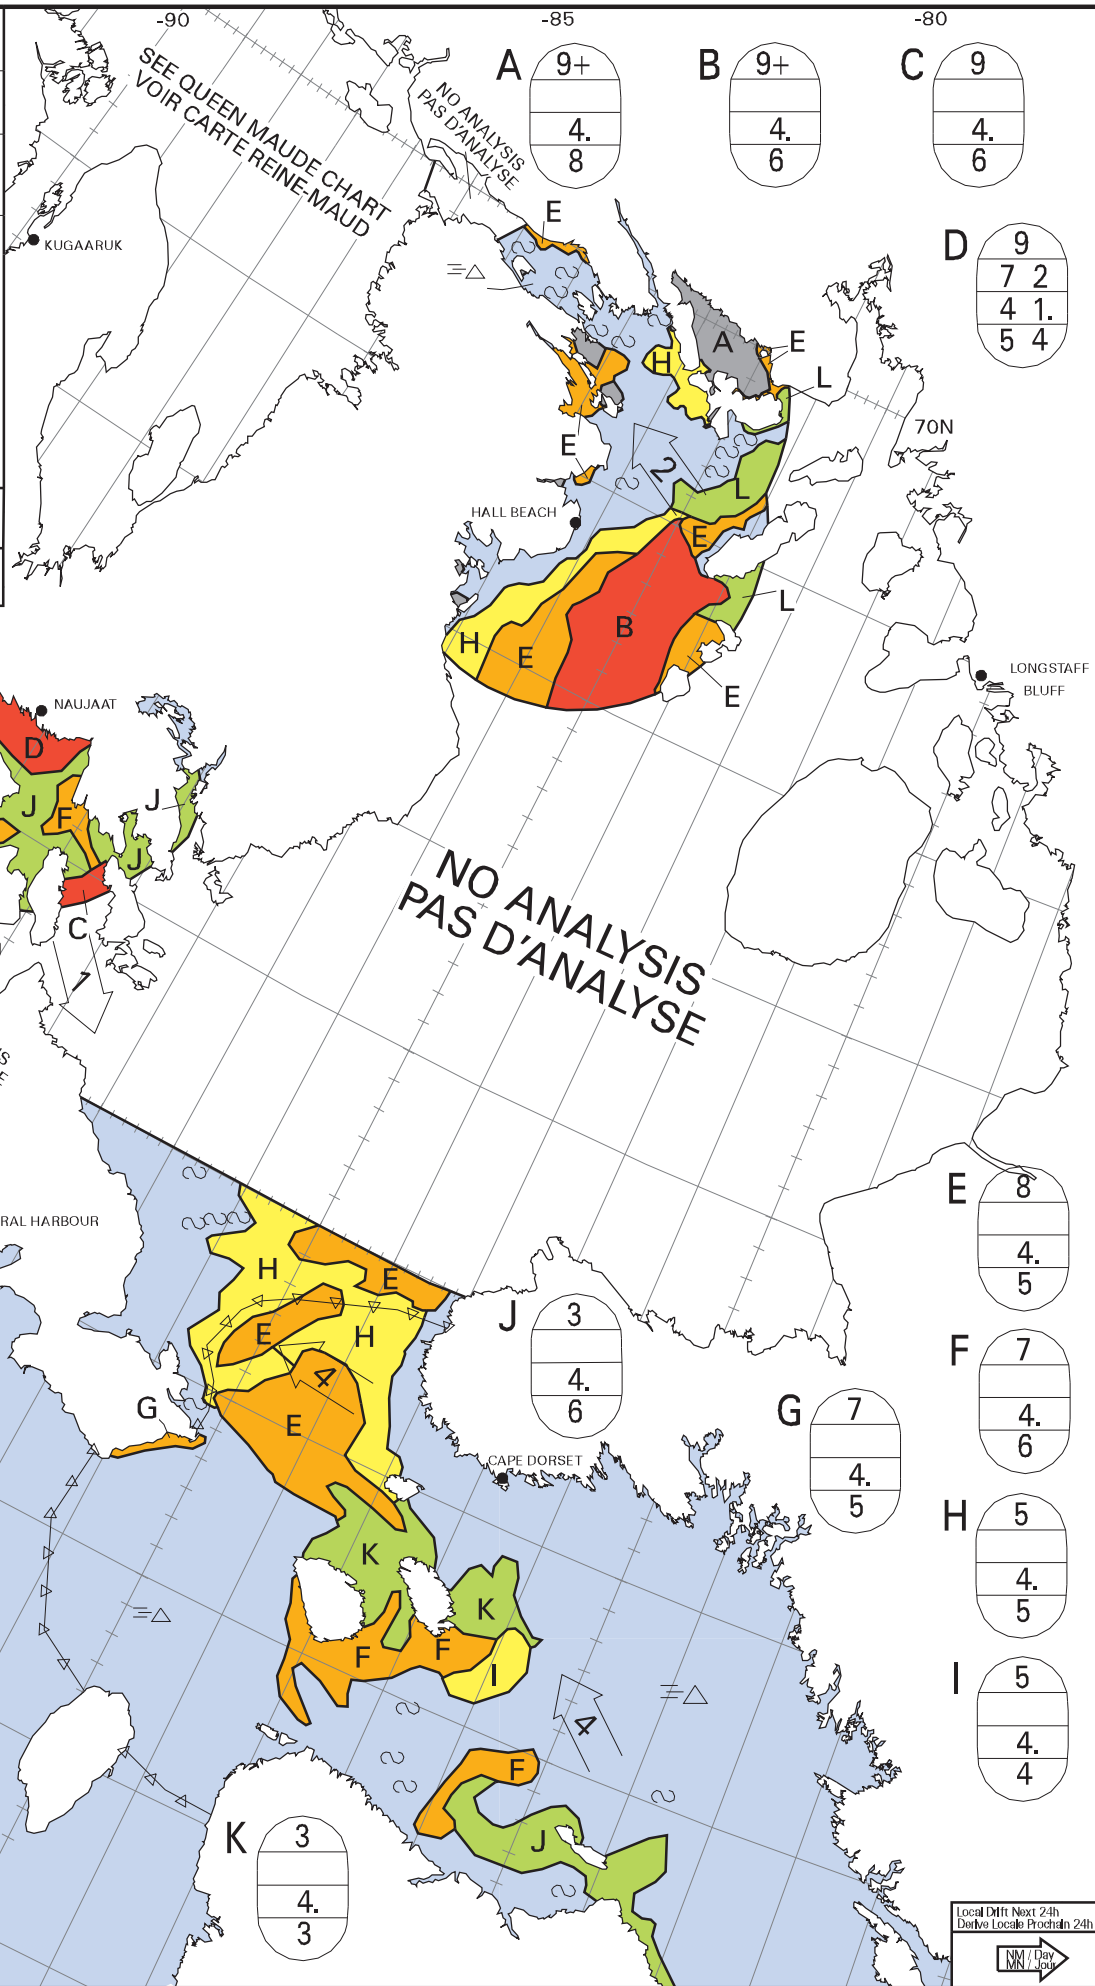 -90
-85
-80
SEE QUEEN MAUDE CHART
VOIR CARTE REINE-MAUD
NO ANALYSIS
PAS D'ANALYSE
A
9+
4.
8
B
9+
4.
6
C
9
4.
6
D
9
7 2
4 1.
5 4
KUGAARUK
E
H
A
E
L
70N
E
2
L
HALL BEACH
E
L
B
H
E
E
LONGSTAFF
BLUFF
NAUJAAT
D
J
J
F
J
C
1
NO ANALYSIS
PAS D'ANALYSE
S
E
RAL HARBOUR
E
8
4.
5
H
E
J
3
4.
6
E
H
F
7
4.
6
4
G
E
G
7
4.
5
CAPE DORSET
H
5
4.
5
K
K
F
F
I
I
5
4.
4
4
F
J
K
3
4.
3
Local Drift Next 24h
Derive Locale Prochain 24h
NM / Day
MN / Jour